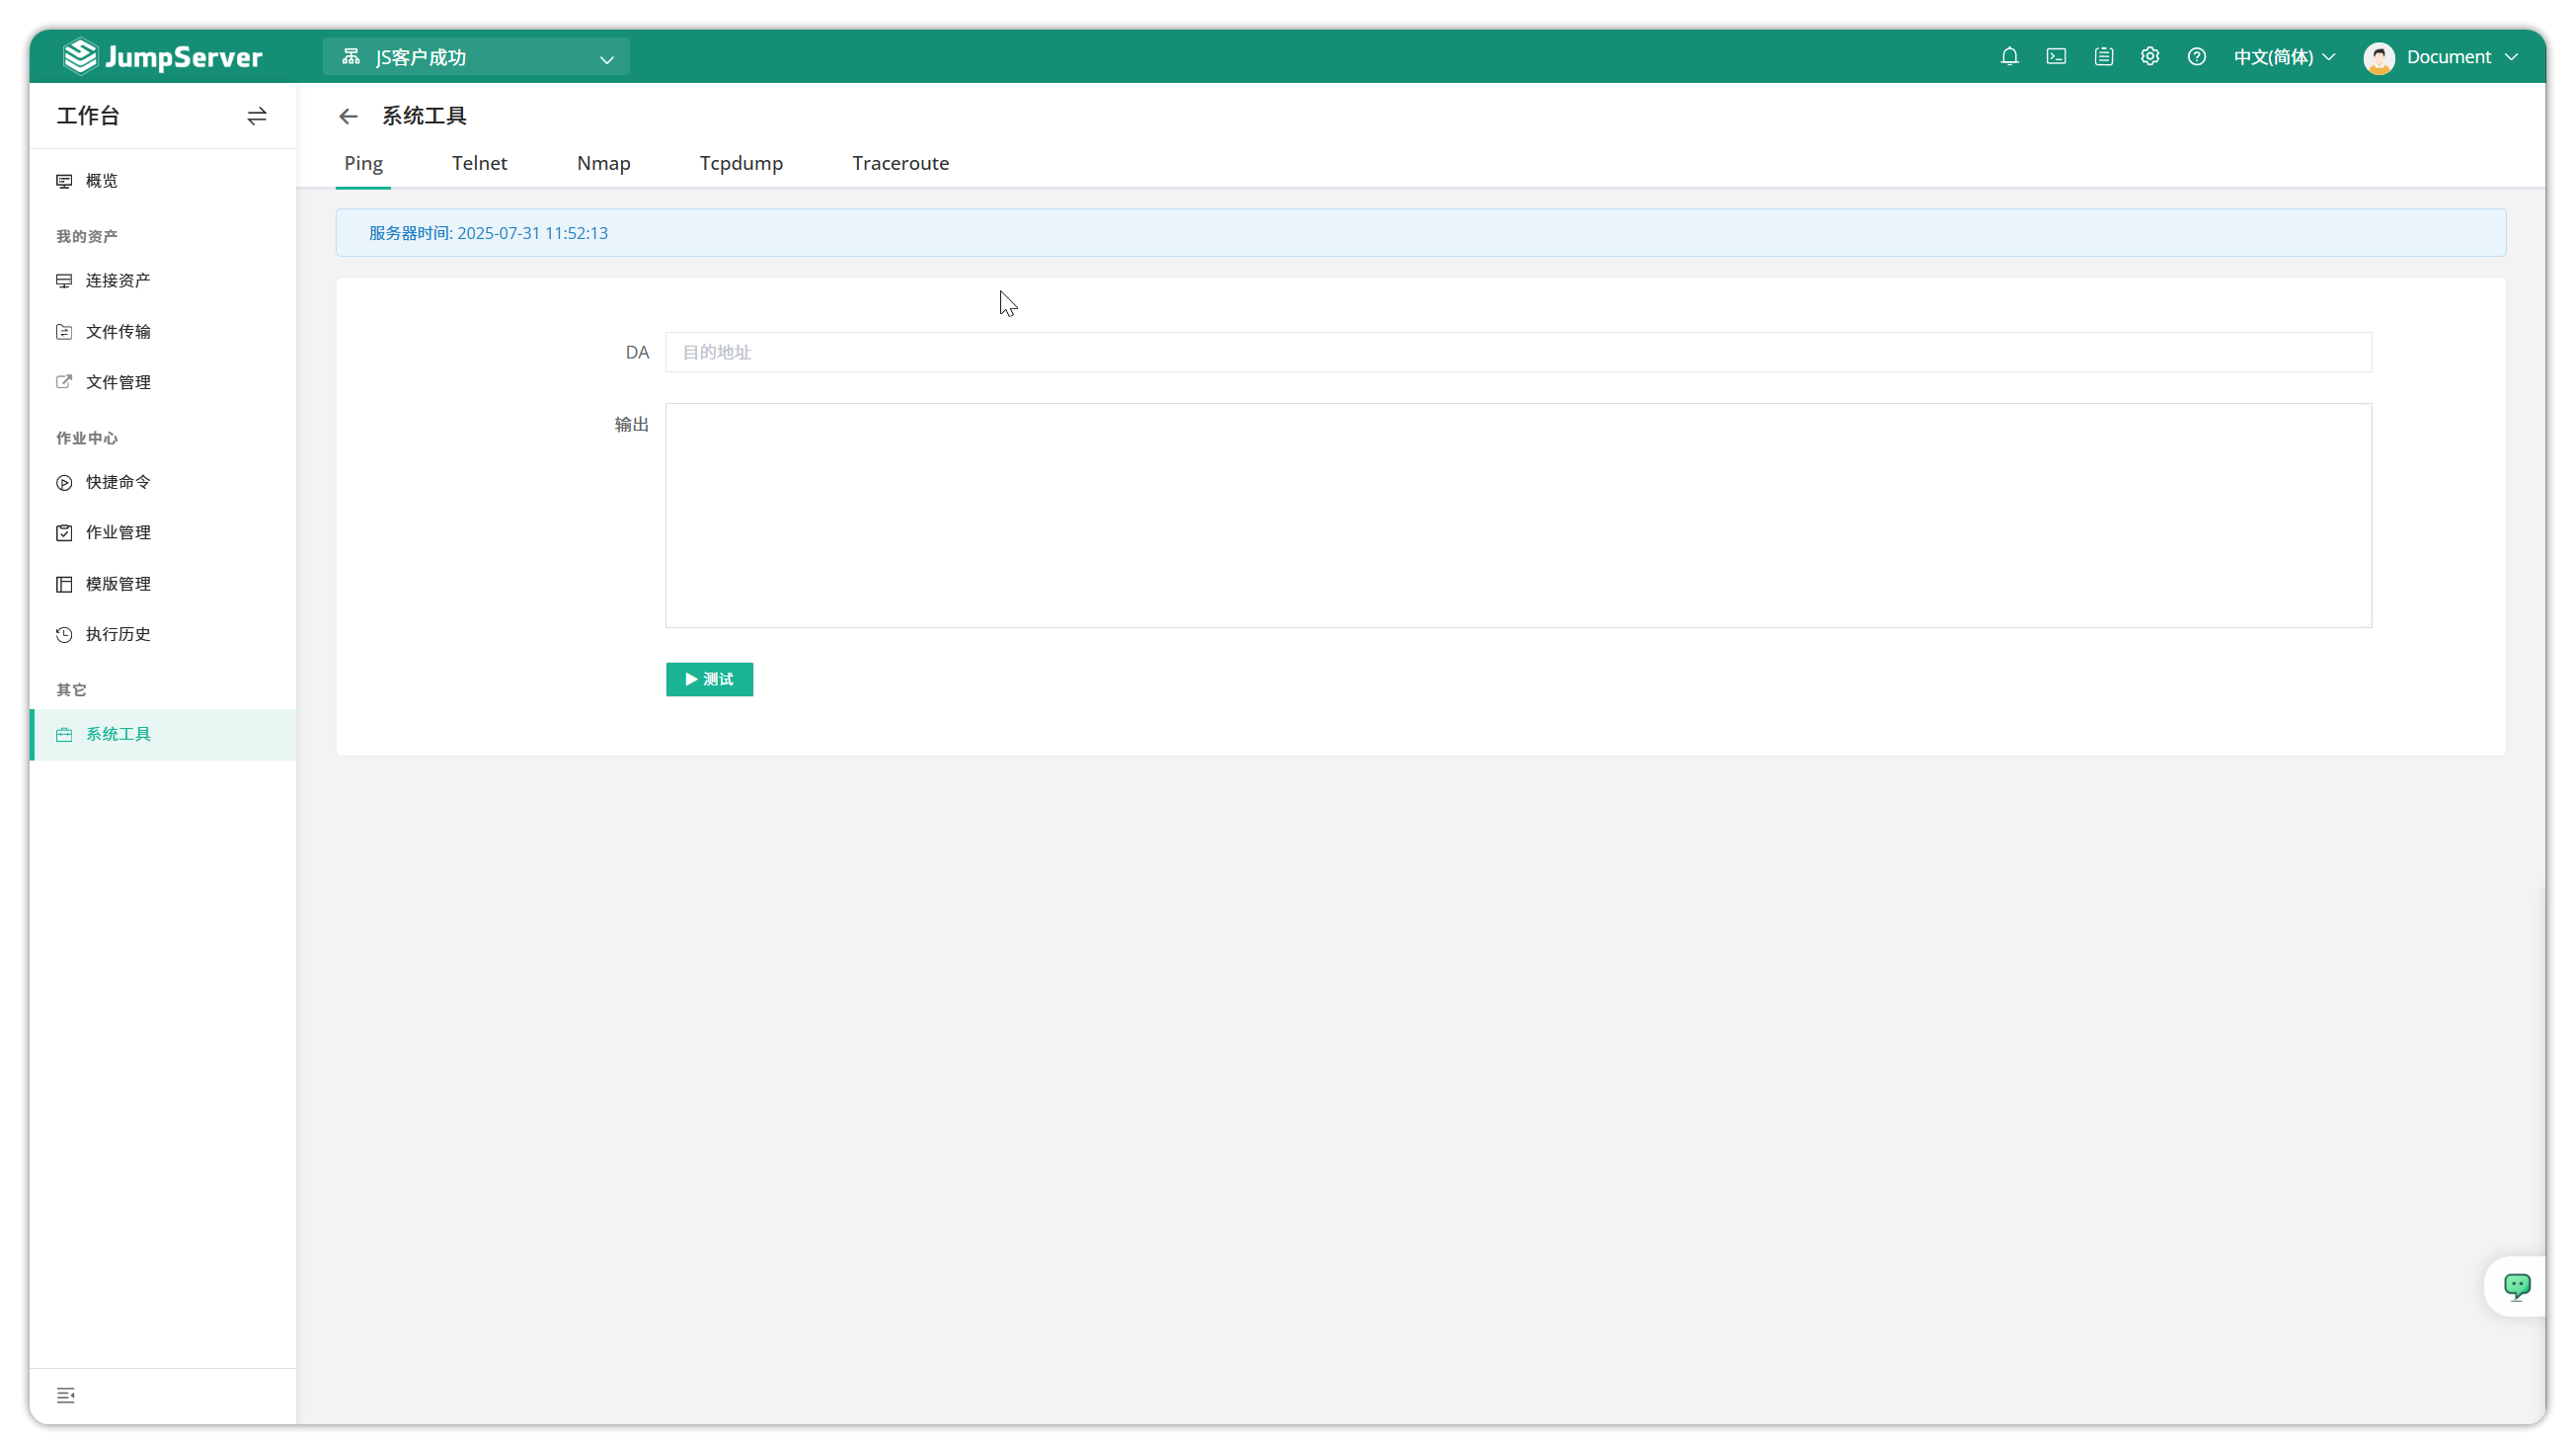 JumpServer
JS客户成功
中文(简体)
Document
工作台
概览
我的资产
连接资产
文件传输
文件管理
作业中心
快捷命令
作业管理
模版管理
执行历史
其它
系统工具
系统工具
Ping
Telnet
Nmap
Tcpdump
Traceroute
服务器时间: 2025-07-31 11:52:13
DA
目的地址
输出
测试